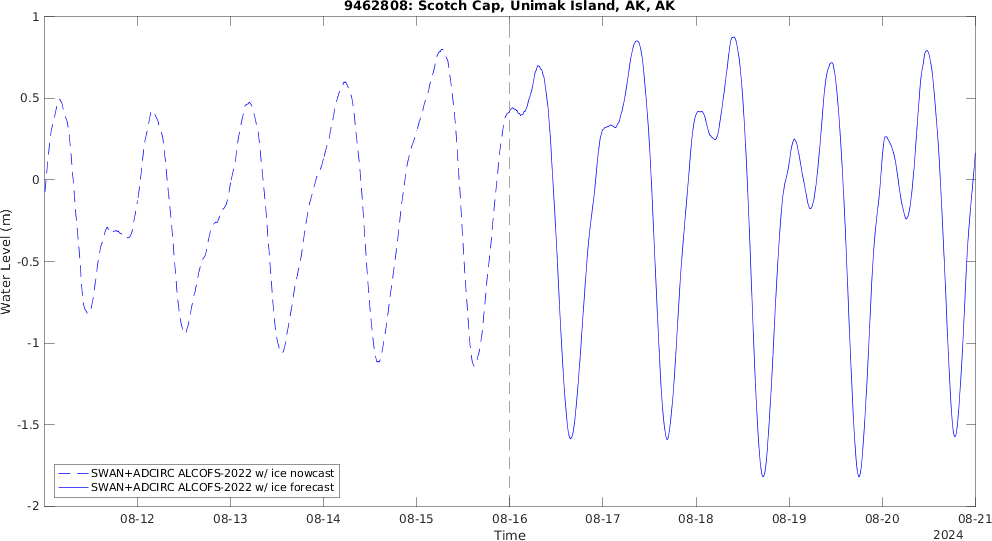 9462808: Scotch Cap, Unimak Island, AK, AK
1
0.5
0
-0.5
-1
-1.5
-2
Water Level (m)
SWAN+ADCIRC ALCOFS-2022 w/ ice nowcast
SWAN+ADCIRC ALCOFS-2022 w/ ice forecast
08-12 08-13 08-14 08-15 08-16 08-17 08-18 08-19 08-20 08-21
Time
2024